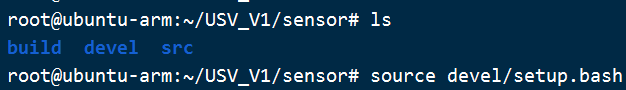 root@ubuntu-arm:~/USV_V1/sensor# ls
build  devel  src
root@ubuntu-arm:~/USV_V1/sensor# source devel/setup.bash